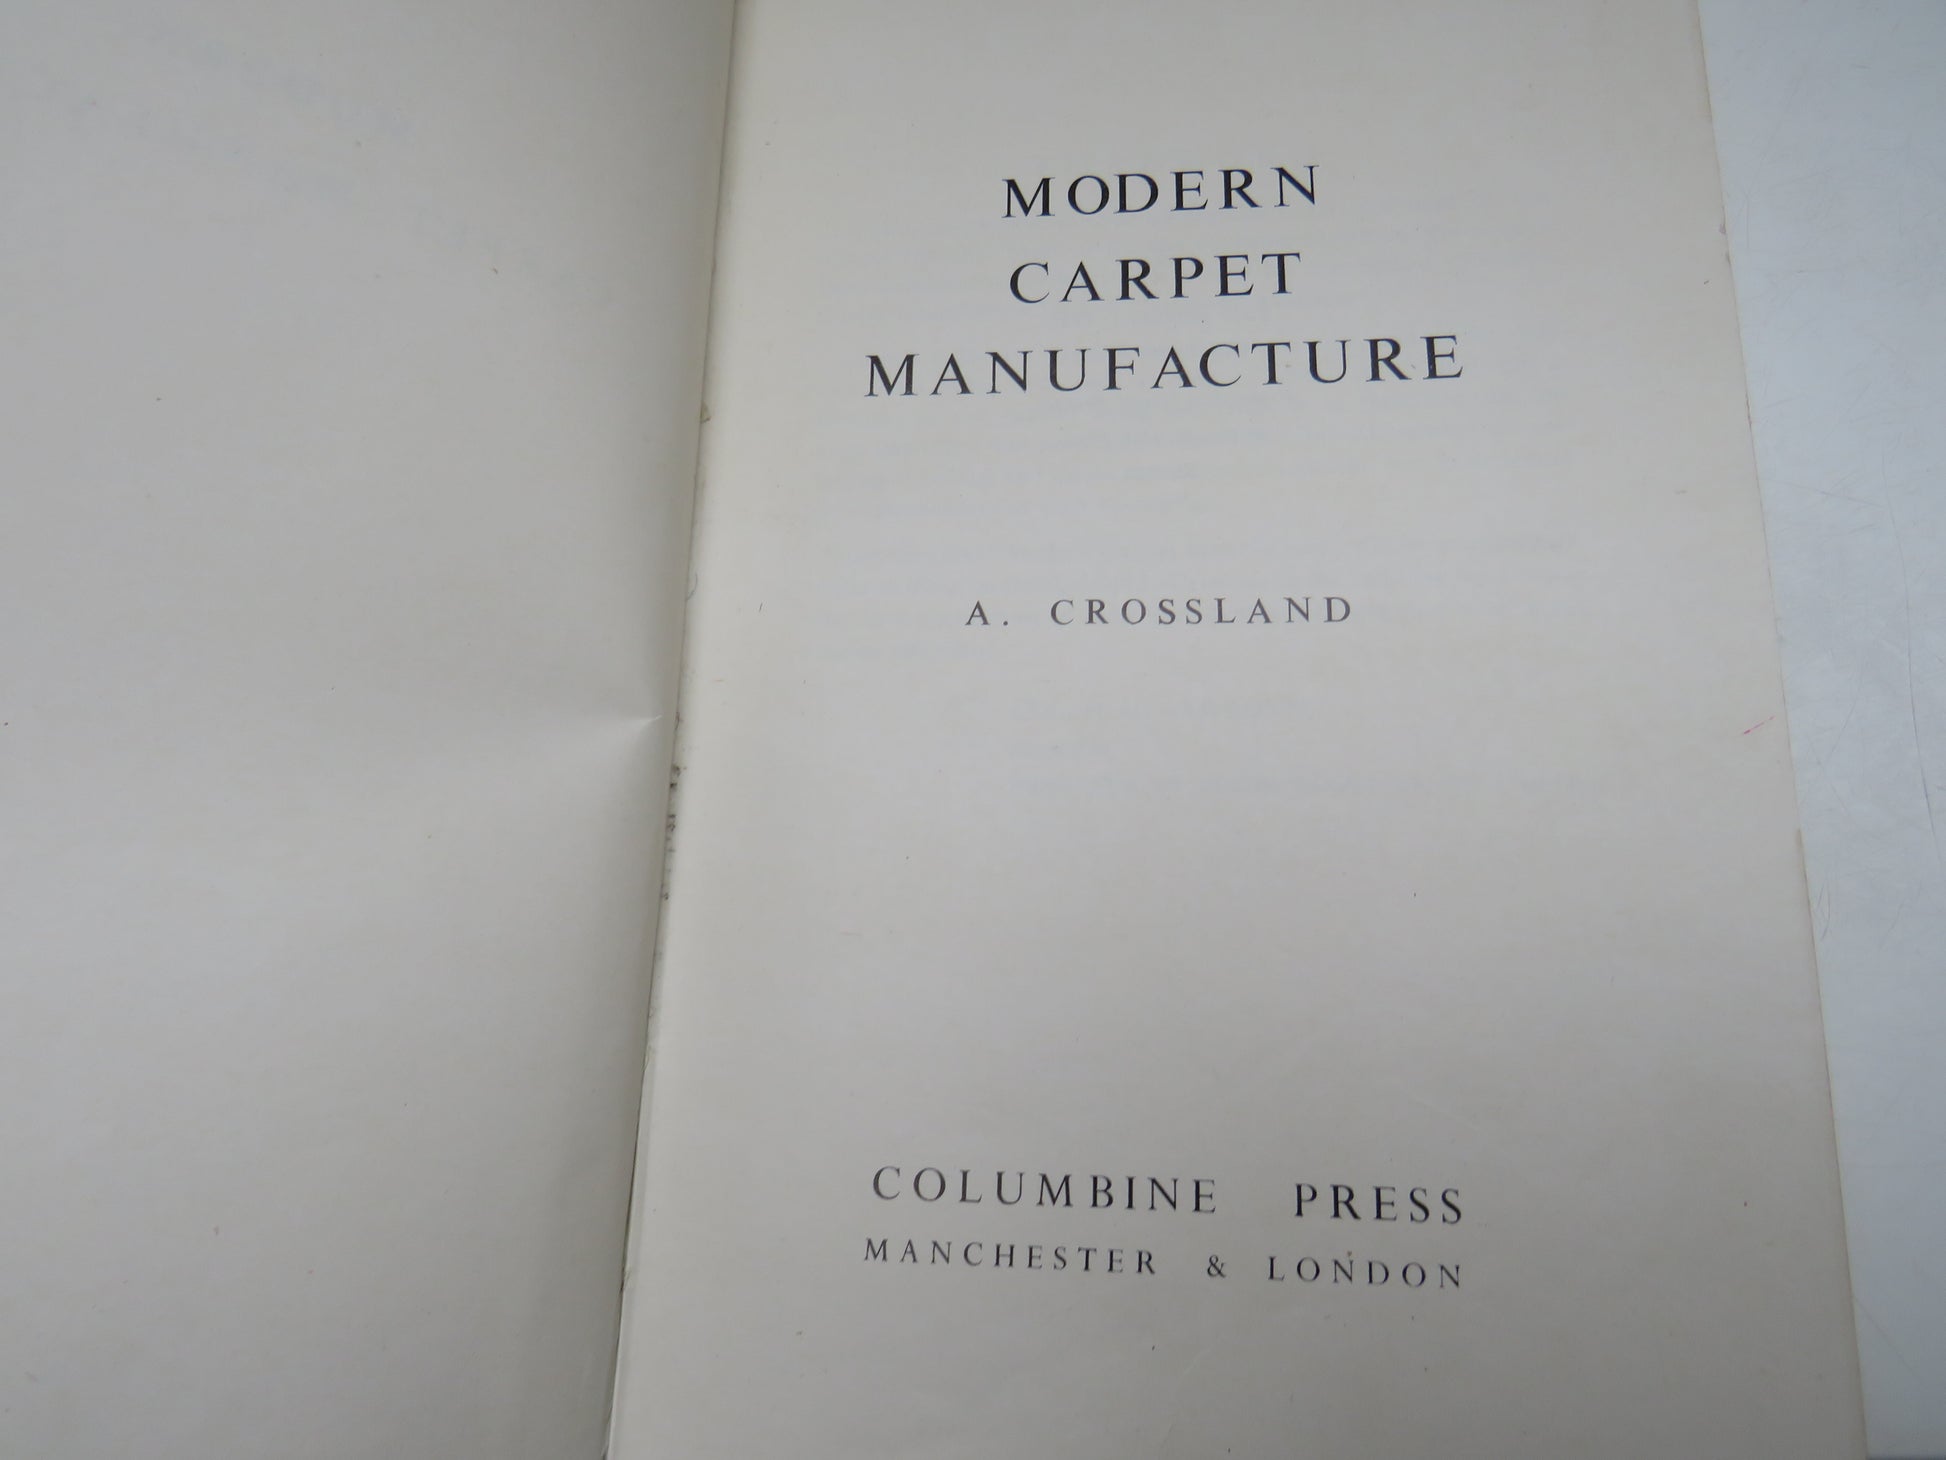 MODERN
CARPET
MANUFACTURE
A. CROSSLAND
COLUMBINE PRESS
MANCHESTER & LONDON